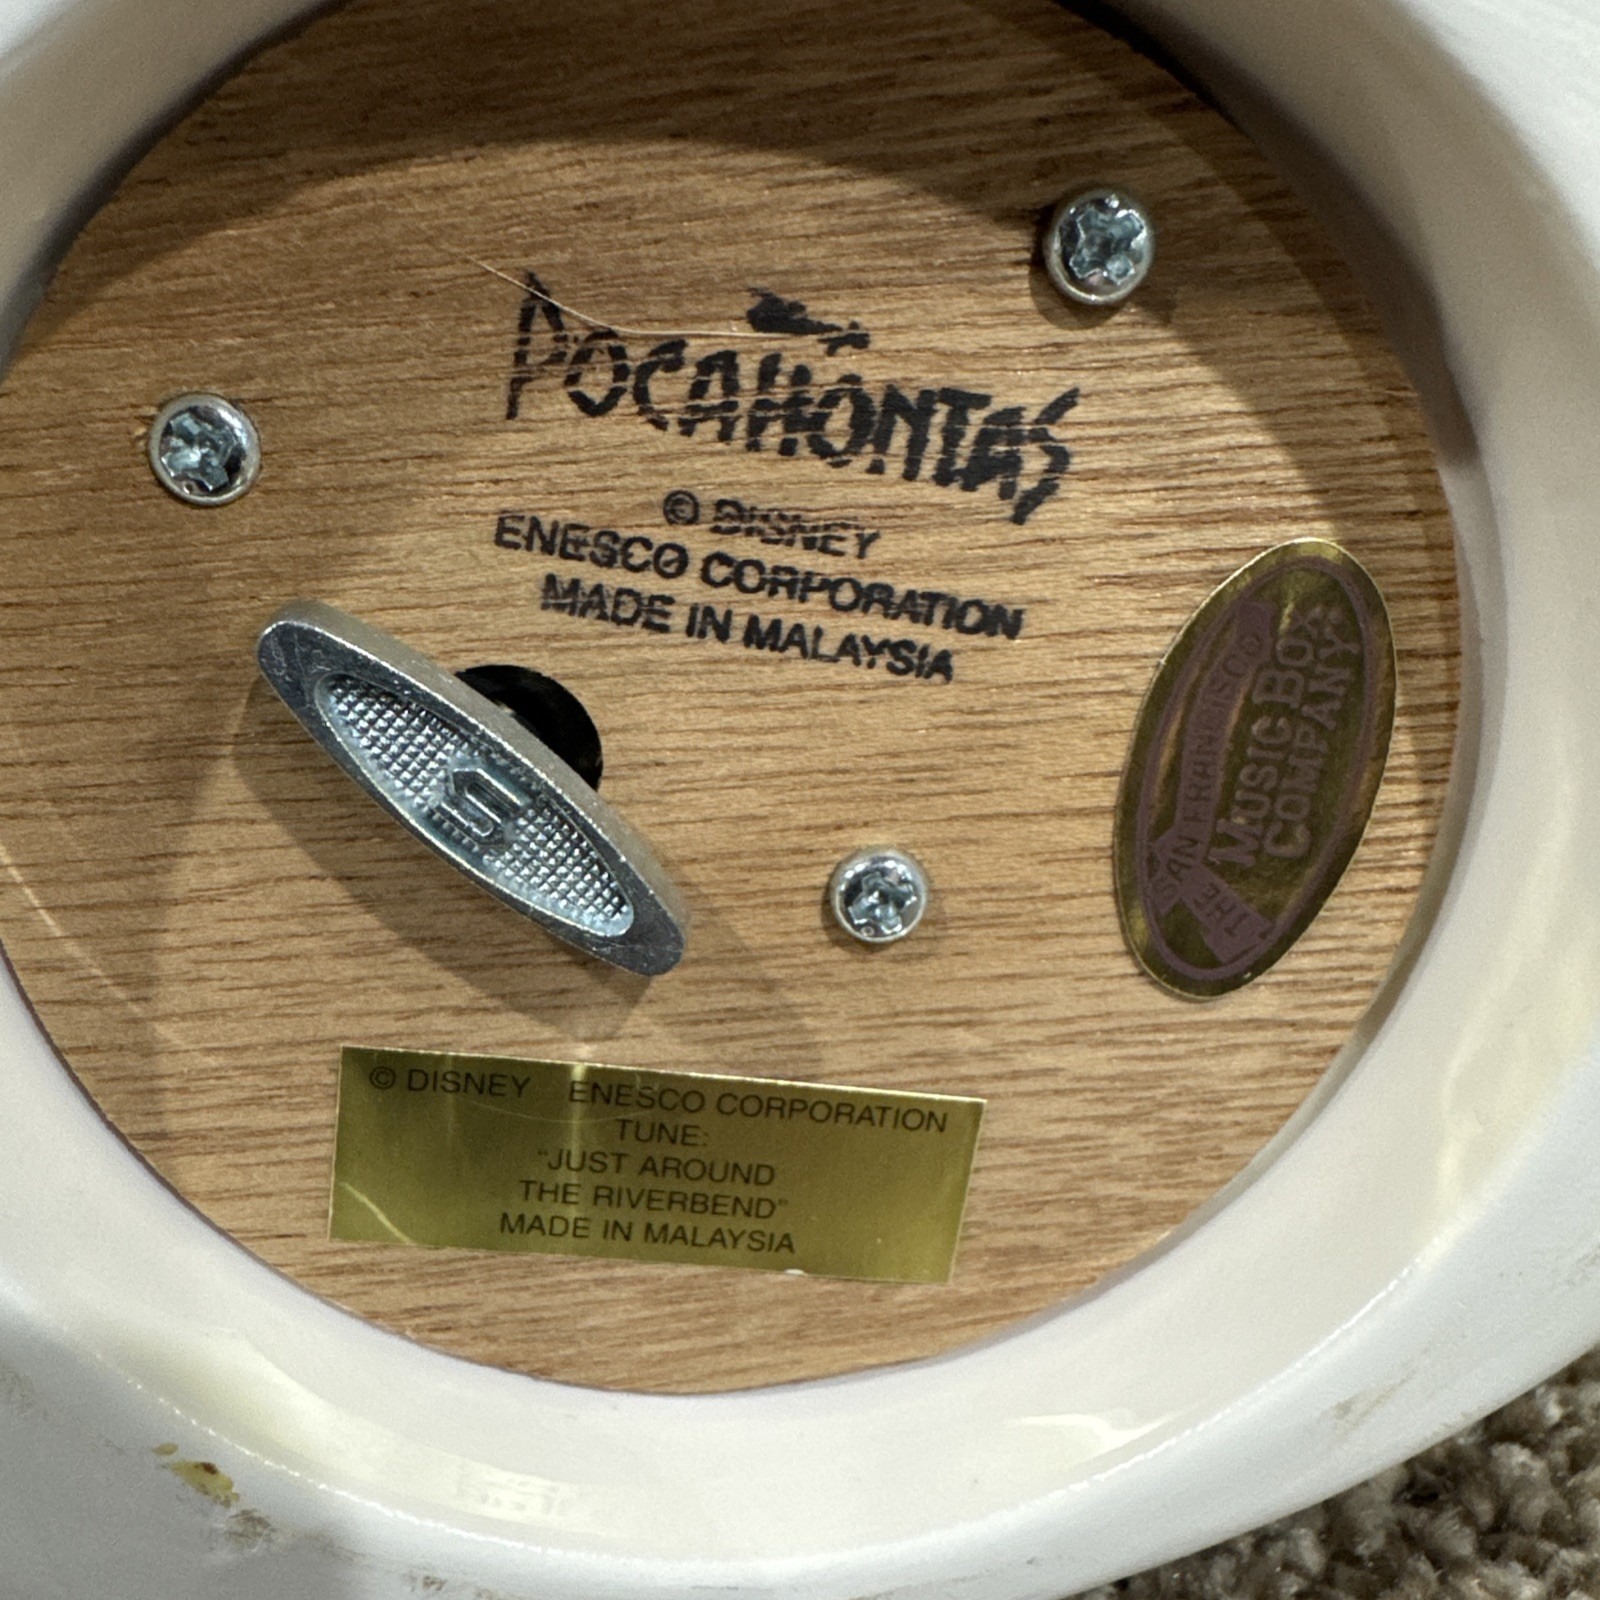 POCAHONTAS
© DISNEY
ENESCO CORPORATION
MADE IN MALAYSIA
THE SAN FRANCISCO
MUSIC BOX
COMPANY
S
© DISNEY ENESCO CORPORATION
TUNE:
"JUST AROUND
THE RIVERBEND"
MADE IN MALAYSIA